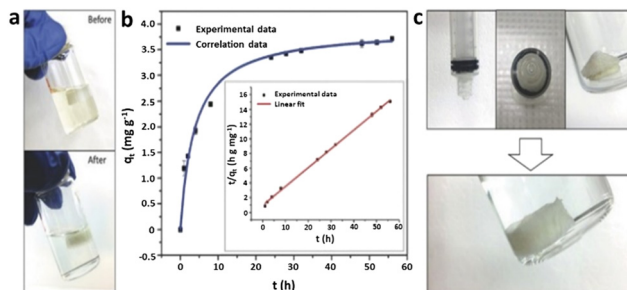 a
Before
After
b
4.0
3.5
3.0
2.5
2.0
1.5
1.0
0.5
0.0
-0.5
qt (mg g⁻¹)
Experimental data
Correlation data
0 10 20 30 40 50 60
t (h)
16
14
12
10
8
6
4
2
0
t/qt (h g mg⁻¹)
Experimental data
Linear fit
0 10 20 30 40 50 60
t (h)
c